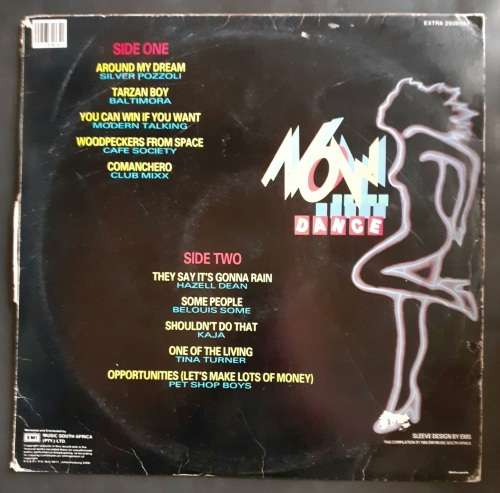 EXTRA
SIDE ONE
AROUND MY DREAM
SILVER POZZOLI
TARZAN BOY
BALTIMORA
YOU CAN WIN IF YOU WANT
MODERN TALKING
WOODPECKERS FROM SPACE
CAFE SOCIETY
COMANCHERO
CLUB MIXX
NOW
DANCE
SIDE TWO
THEY SAY IT'S GONNA RAIN
HAZELL DEAN
SOME PEOPLE
BELOUIS SOME
SHOULDN'T DO THAT
KAJA
ONE OF THE LIVING
TINA TURNER
OPPORTUNITIES (LET'S MAKE LOTS OF MONEY)
PET SHOP BOYS
EMI
MUSIC SOUTH AFRICA
(PTY.) LTD.
SLEEVE DESIGN BY